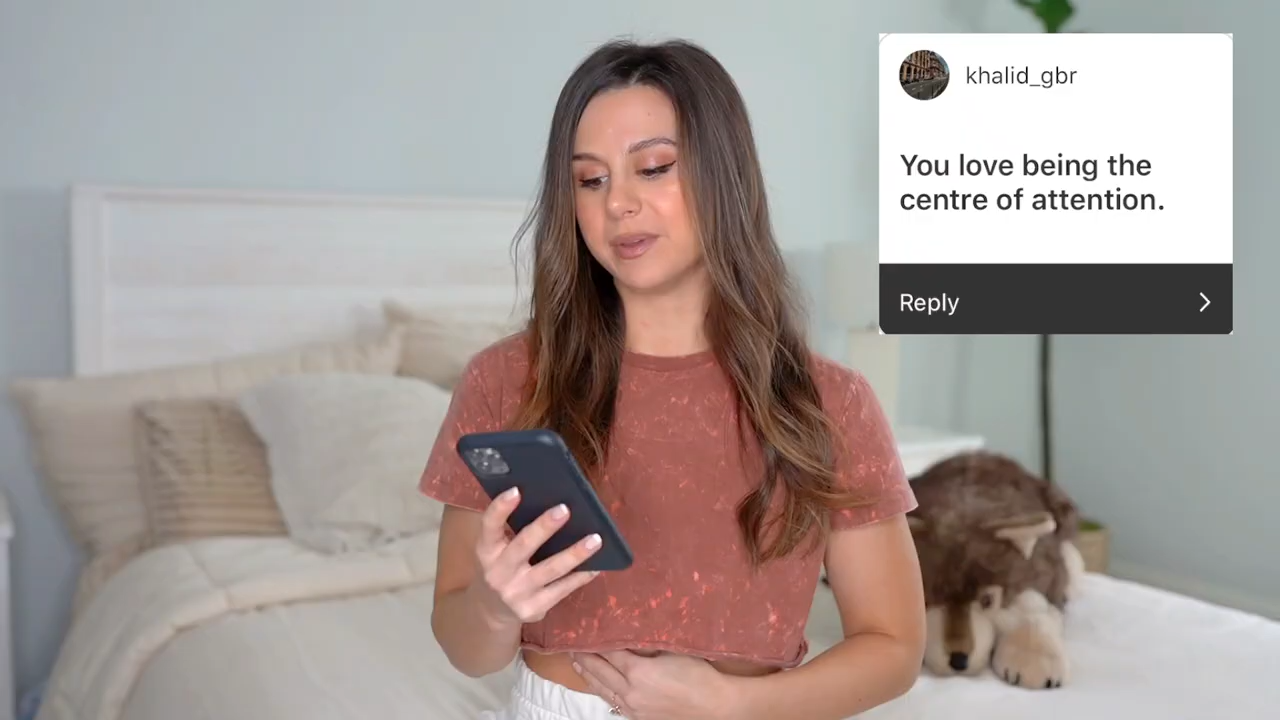 khalid_gbr
You love being the
centre of attention.
Reply